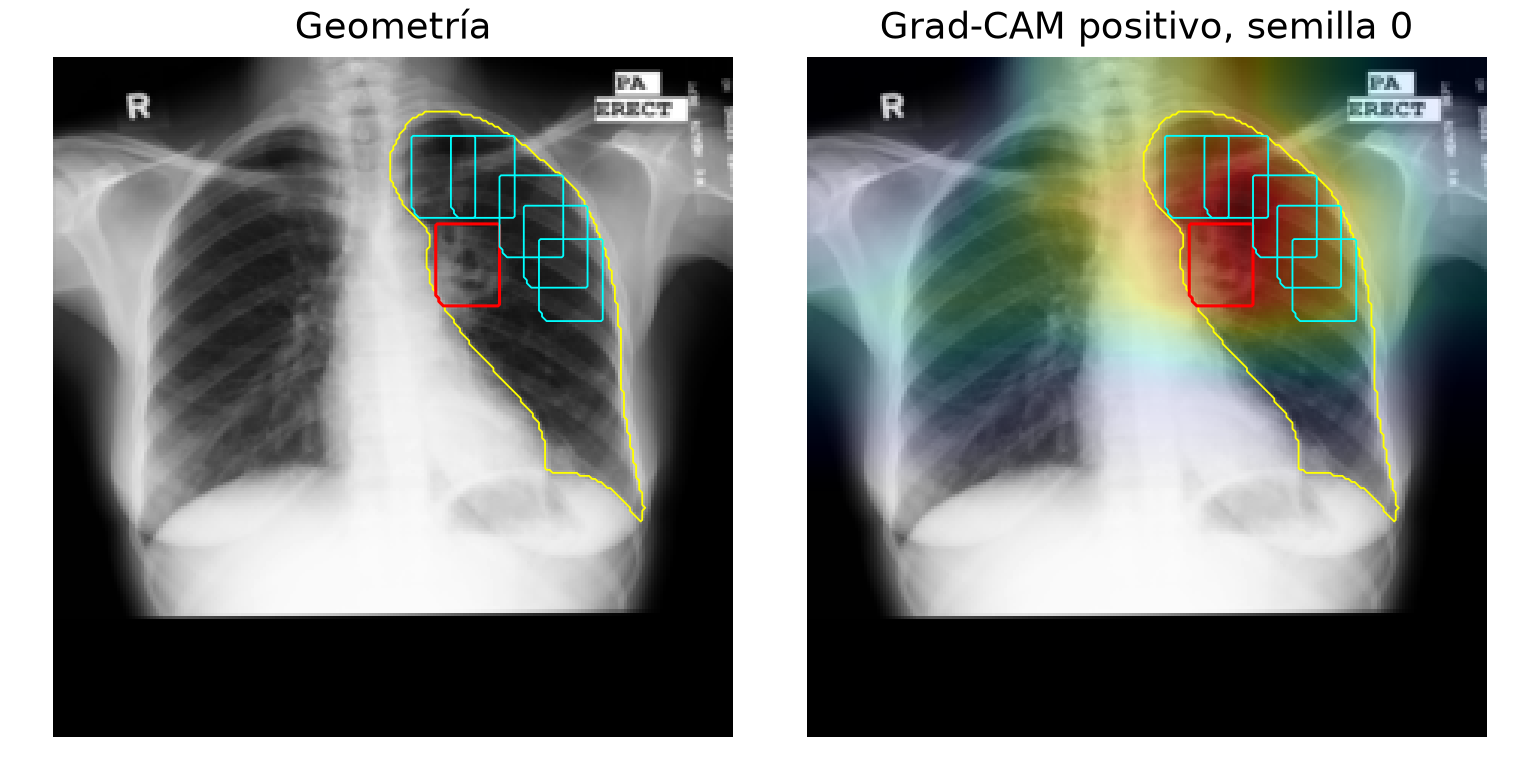 Geometría
Grad-CAM positivo, semilla 0
R
PA
ERECT
R
PA
ERECT